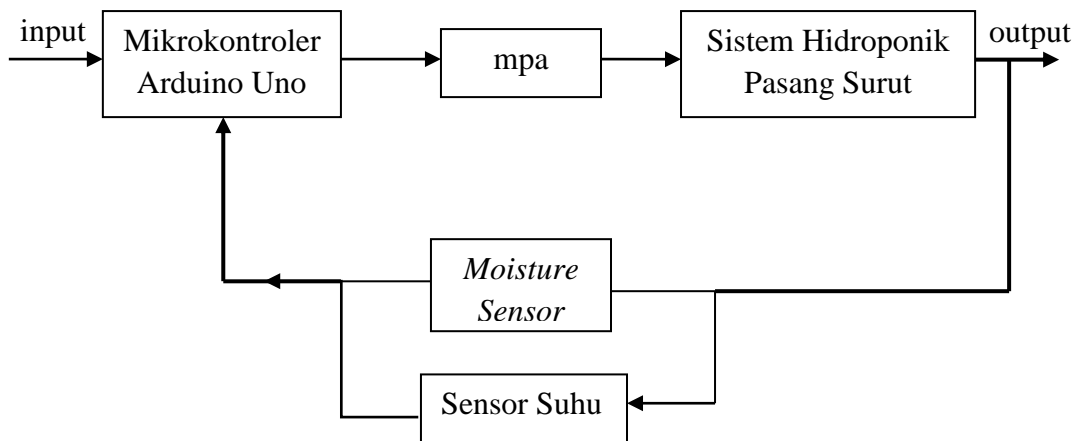 input
Mikrokontroler
Arduino Uno
mpa
Sistem Hidroponik
Pasang Surut
output
Moisture
Sensor
Sensor Suhu